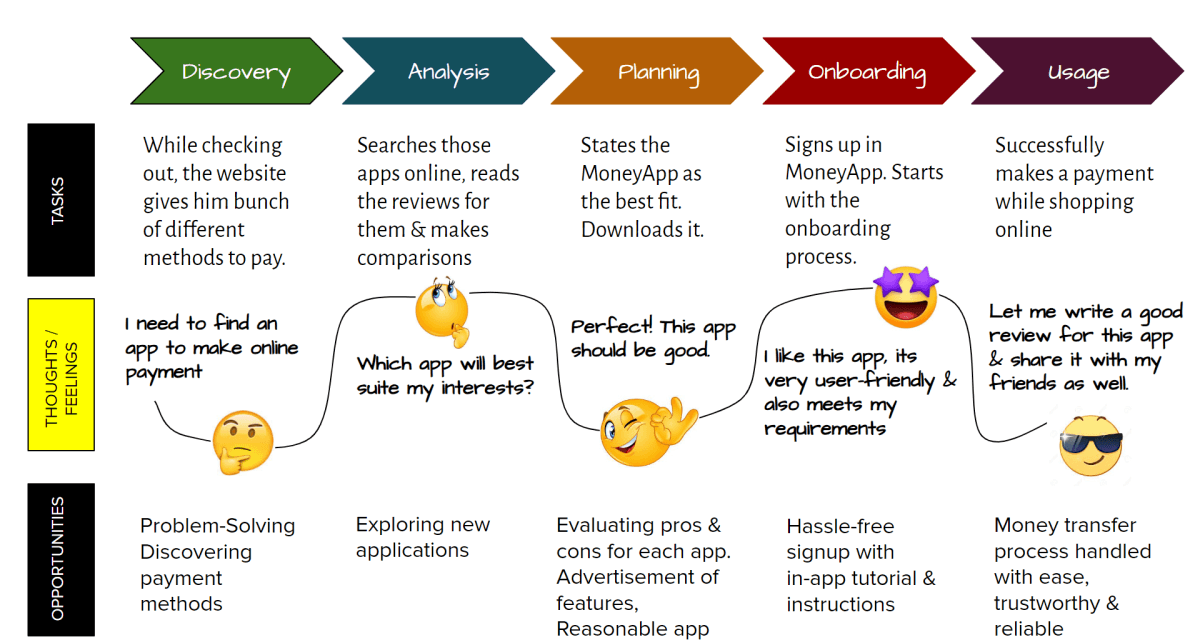 Discovery
Analysis
Planning
Onboarding
Usage
TASKS
While checking
out, the website
gives him bunch
of different
methods to pay.
Searches those
apps online, reads
the reviews for
them & makes
comparisons
States the
MoneyApp as
the best fit.
Downloads it.
Signs up in
MoneyApp. Starts
with the
onboarding
process.
Successfully
makes a payment
while shopping
online
THOUGHTS /
FEELINGS
I need to find an
app to make online
payment
Which app will best
suite my interests?
Perfect! This app
should be good.
I like this app, its
very user-friendly &
also meets my
requirements
Let me write a good
review for this app
& share it with my
friends as well.
OPPORTUNITIES
Problem-Solving
Discovering
payment
methods
Exploring new
applications
Evaluating pros &
cons for each app.
Advertisement of
features,
Reasonable app
Hassle-free
signup with
in-app tutorial &
instructions
Money transfer
process handled
with ease,
trustworthy &
reliable